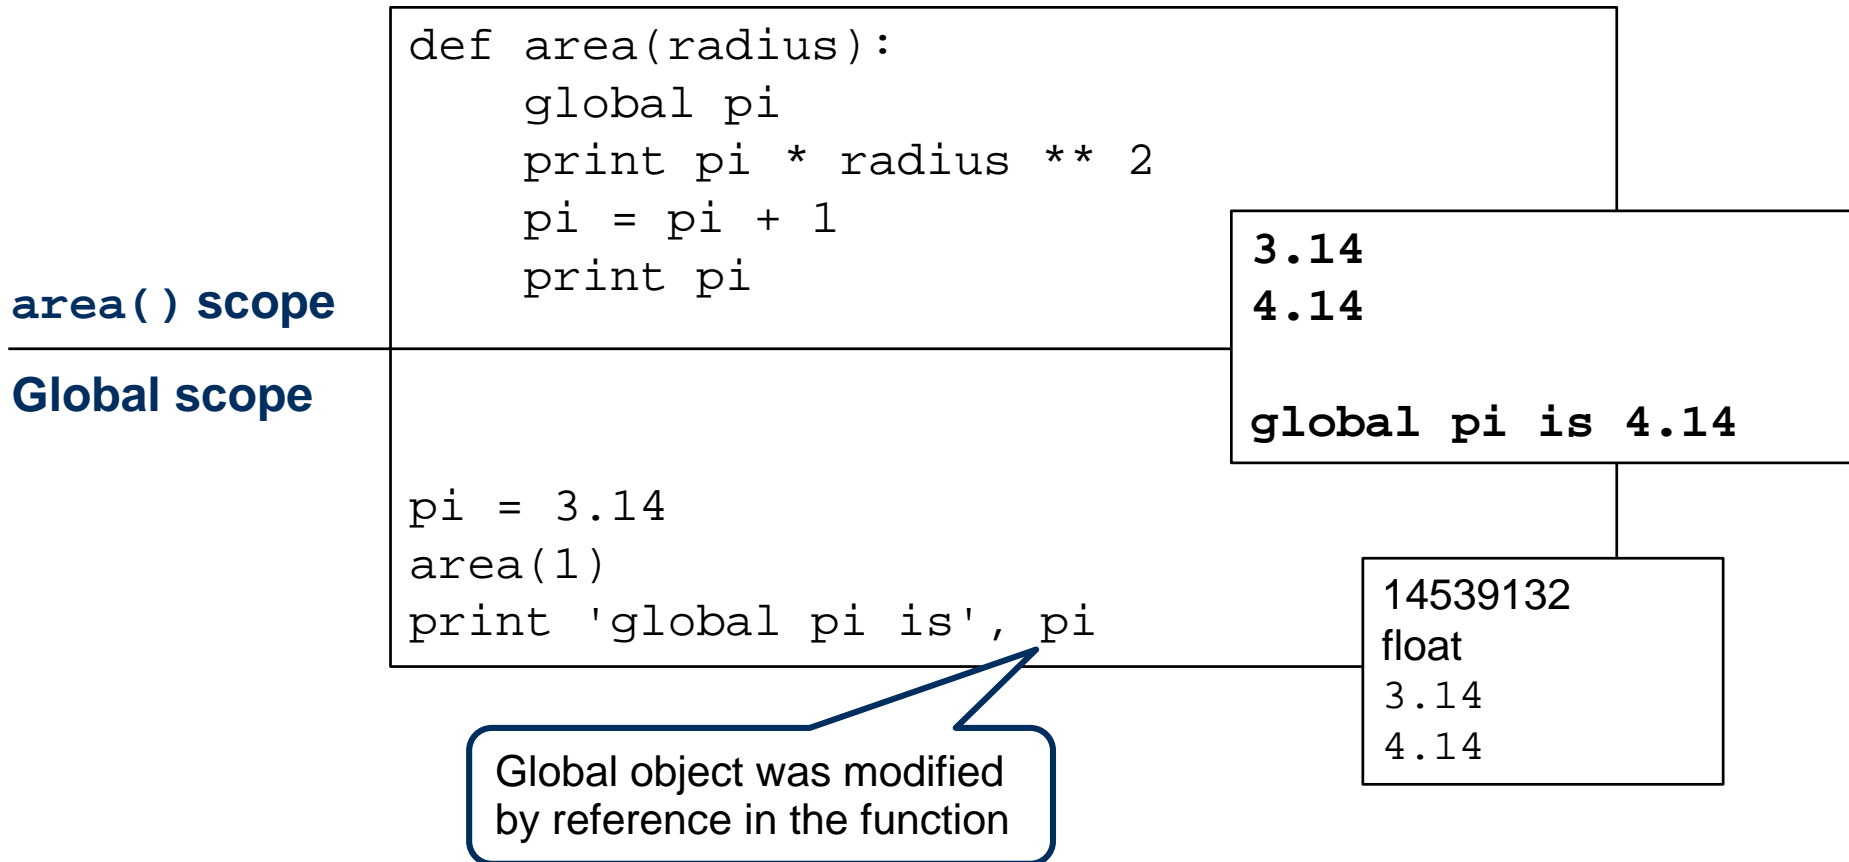 def area(radius):
    global pi
    print pi * radius ** 2
    pi = pi + 1
    print pi
area() scope
Global scope
pi = 3.14
area(1)
print 'global pi is', pi
3.14
4.14
global pi is 4.14
14539132
float
3.14
4.14
Global object was modified
by reference in the function